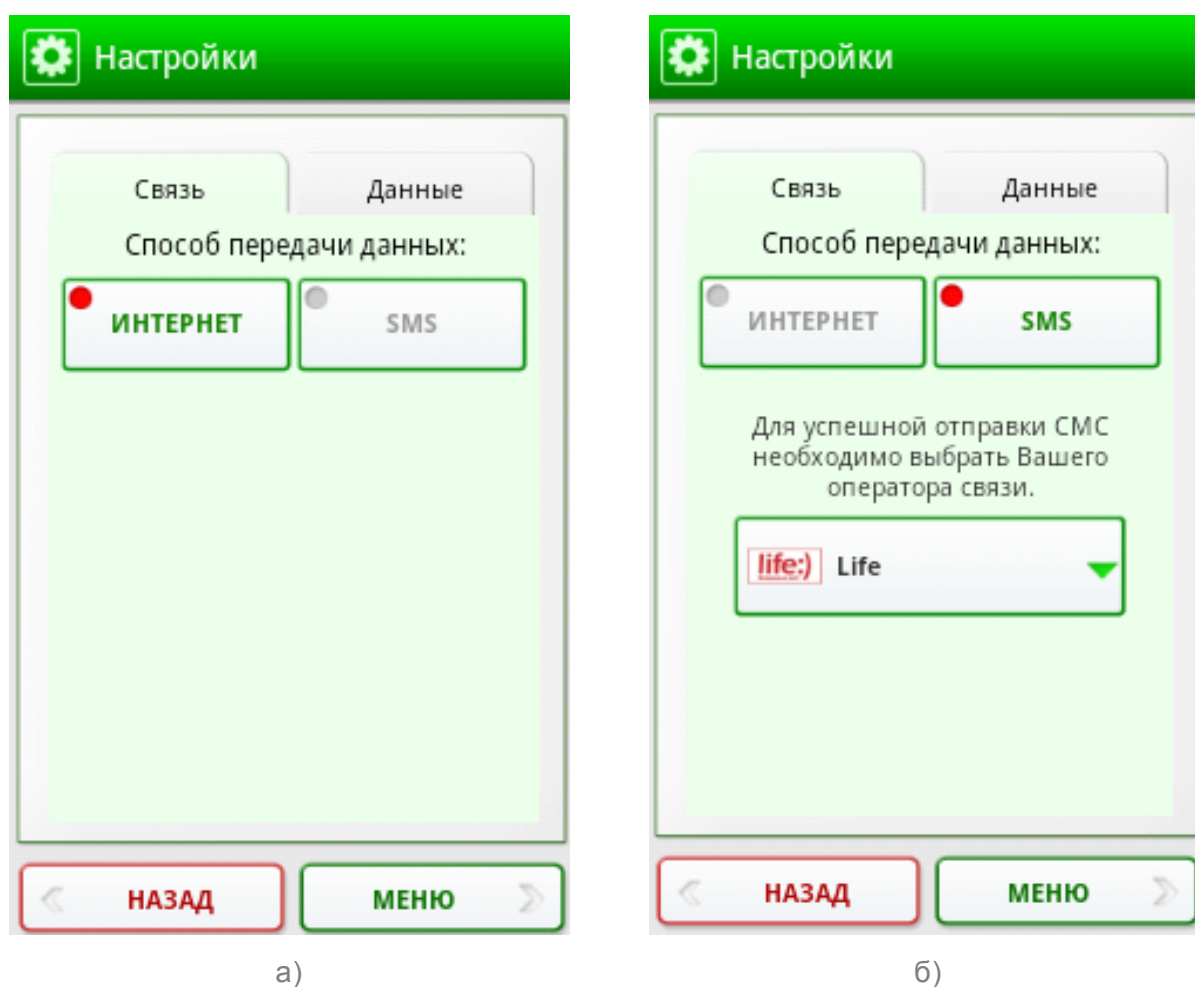 Настройки
Связь
Данные
Способ передачи данных:
ИНТЕРНЕТ
SMS
НАЗАД
МЕНЮ
а)
Настройки
Связь
Данные
Способ передачи данных:
ИНТЕРНЕТ
SMS
Для успешной отправки СМС
необходимо выбрать Вашего
оператора связи.
life:) Life
НАЗАД
МЕНЮ
б)